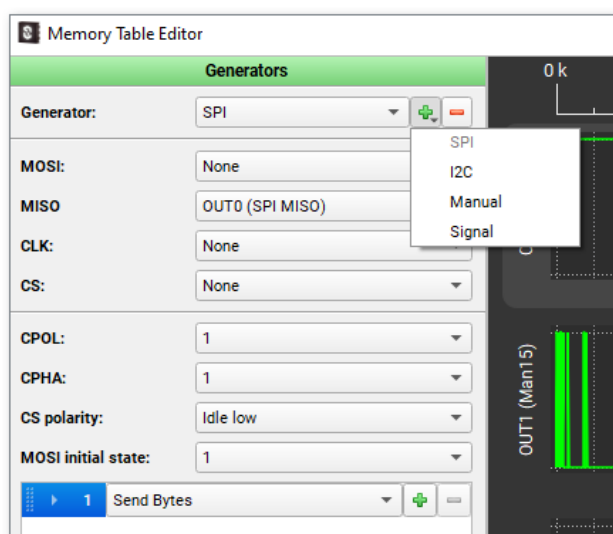 Memory Table Editor
Generators
0 k
Generator:
SPI
SPI
I2C
Manual
Signal
MOSI:
None
MISO
OUT0 (SPI MISO)
CLK:
None
CS:
None
CPOL:
1
CPHA:
1
CS polarity:
Idle low
MOSI initial state:
1
1
Send Bytes
OUT1 (Man15)